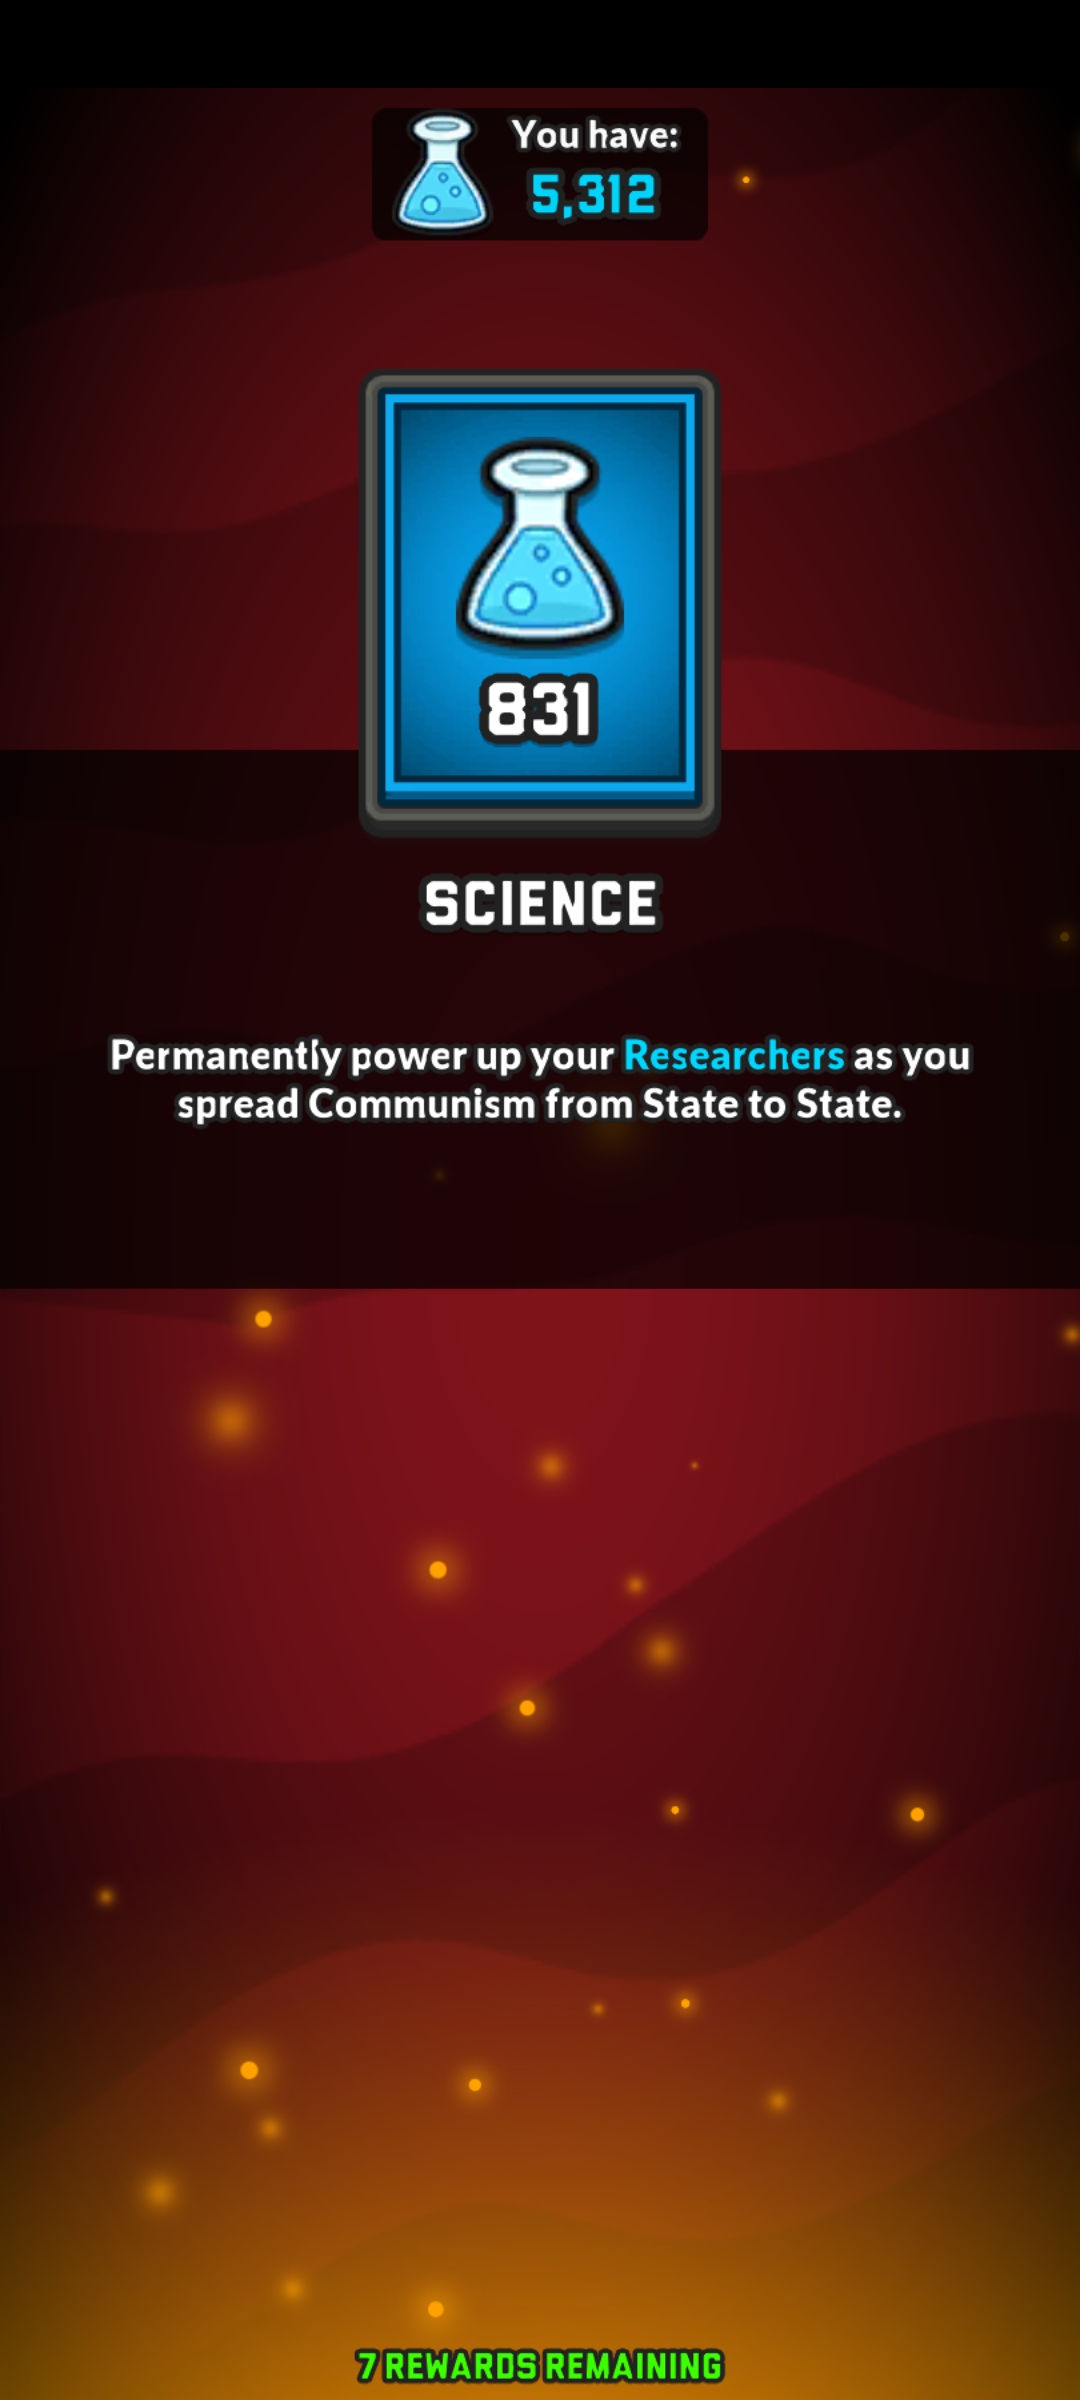 You have:
5,312
831
SCIENCE
Permanently power up your Researchers as you
spread Communism from State to State.
7 REWARDS REMAINING